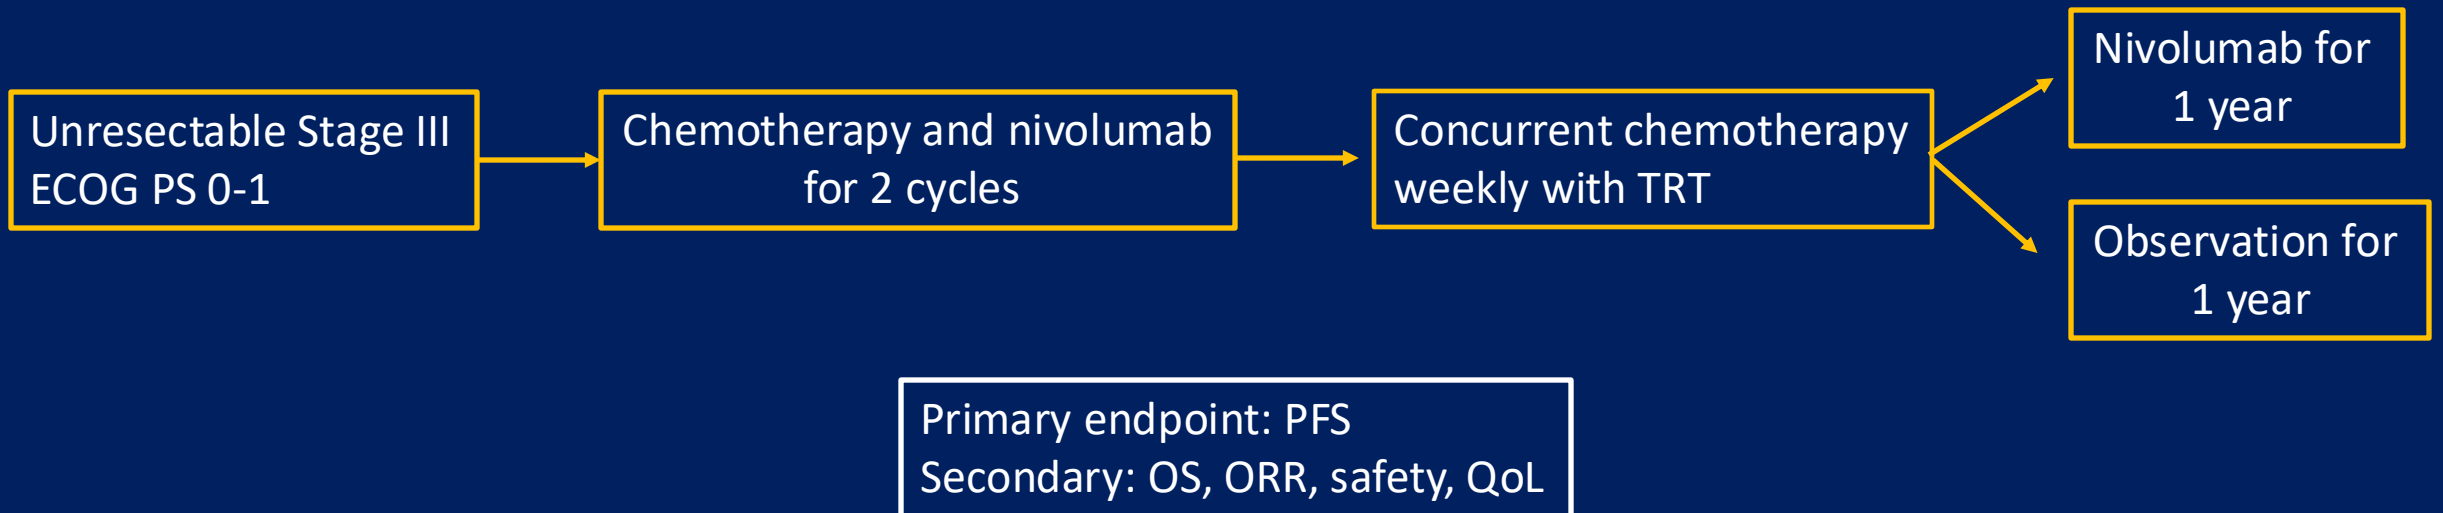 Unresectable Stage III
ECOG PS 0-1
Chemotherapy and nivolumab
for 2 cycles
Concurrent chemotherapy
weekly with TRT
Nivolumab for
1 year
Observation for
1 year
Primary endpoint: PFS
Secondary: OS, ORR, safety, QoL